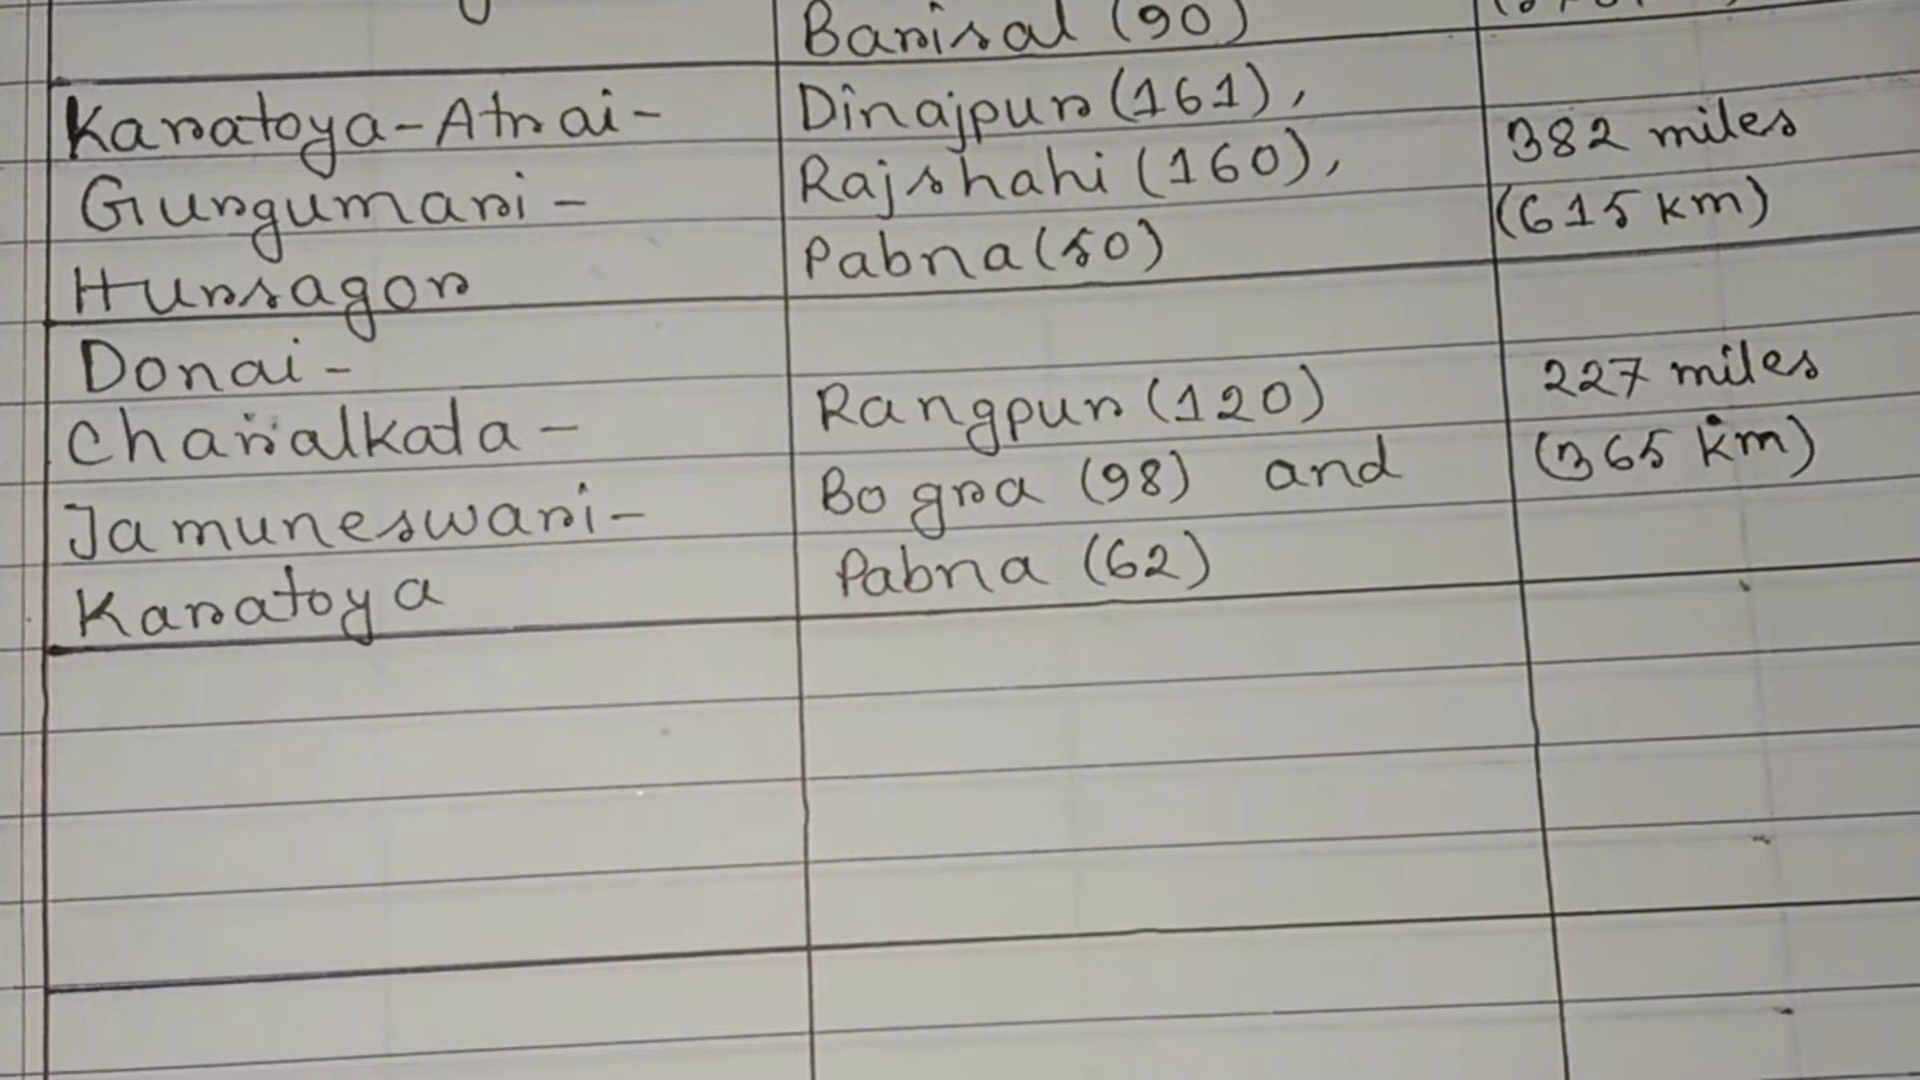 Barisal (90)
Karatoya-Atrai-
Gurgumari-
Hursagor
Dinajpur (161),
Rajshahi (160),
Pabna (50)
382 miles
(615 km)
Donai-
Charalkata-
Jamuneswari-
Karatoya
Rangpur (120)
Bogra (98) and
Pabna (62)
227 miles
(365 km)